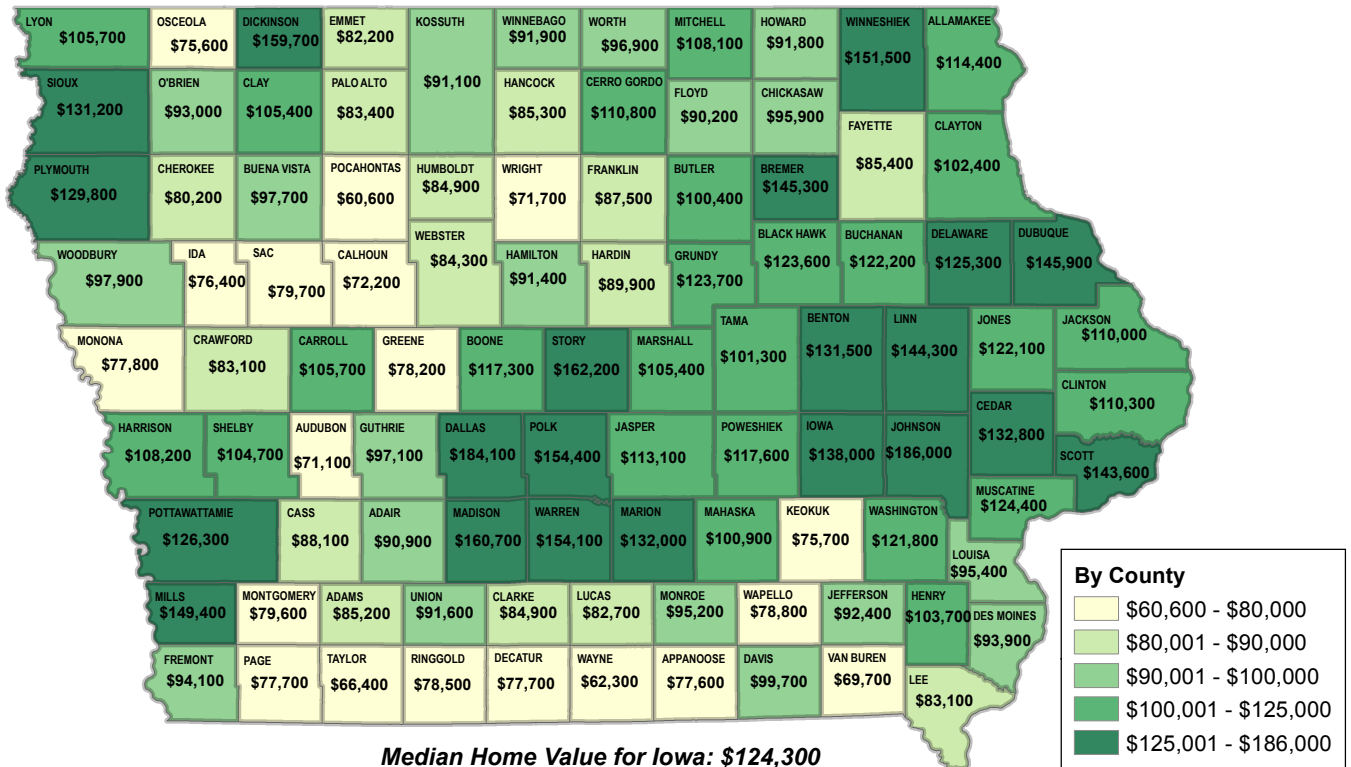 LYON
$105,700
OSCEOLA
$75,600
DICKINSON
$159,700
EMMET
$82,200
KOSSUTH
$91,100
WINNEBAGO
$91,900
WORTH
$96,900
MITCHELL
$108,100
HOWARD
$91,800
WINNESHIEK
$151,500
ALLAMAKEE
$114,400
SIOUX
$131,200
O'BRIEN
$93,000
CLAY
$105,400
PALO ALTO
$83,400
HANCOCK
$85,300
CERRO GORDO
$110,800
FLOYD
$90,200
CHICKASAW
$95,900
FAYETTE
$85,400
CLAYTON
$102,400
PLYMOUTH
$129,800
CHEROKEE
$80,200
BUENA VISTA
$97,700
POCAHONTAS
$60,600
HUMBOLDT
$84,900
WRIGHT
$71,700
FRANKLIN
$87,500
BUTLER
$100,400
BREMER
$145,300
WOODBURY
$97,900
IDA
$76,400
SAC
$79,700
CALHOUN
$72,200
WEBSTER
$84,300
HAMILTON
$91,400
HARDIN
$89,900
GRUNDY
$123,700
BLACK HAWK
$123,600
BUCHANAN
$122,200
DELAWARE
$125,300
DUBUQUE
$145,900
MONONA
$77,800
CRAWFORD
$83,100
CARROLL
$105,700
GREENE
$78,200
BOONE
$117,300
STORY
$162,200
MARSHALL
$105,400
TAMA
$101,300
BENTON
$131,500
LINN
$144,300
JONES
$122,100
JACKSON
$110,000
CLINTON
$110,300
HARRISON
$108,200
SHELBY
$104,700
AUDUBON
$71,100
GUTHRIE
$97,100
DALLAS
$184,100
POLK
$154,400
JASPER
$113,100
POWESHIEK
$117,600
IOWA
$138,000
JOHNSON
$186,000
CEDAR
$132,800
SCOTT
$143,600
MUSCATINE
$124,400
POTTAWATTAMIE
$126,300
CASS
$88,100
ADAIR
$90,900
MADISON
$160,700
WARREN
$154,100
MARION
$132,000
MAHASKA
$100,900
KEOKUK
$75,700
WASHINGTON
$121,800
LOUISA
$95,400
MILLS
$149,400
MONTGOMERY
$79,600
ADAMS
$85,200
UNION
$91,600
CLARKE
$84,900
LUCAS
$82,700
MONROE
$95,200
WAPELLO
$78,800
JEFFERSON
$92,400
HENRY
$103,700
DES MOINES
$93,900
FREMONT
$94,100
PAGE
$77,700
TAYLOR
$66,400
RINGGOLD
$78,500
DECATUR
$77,700
WAYNE
$62,300
APPANOOSE
$77,600
DAVIS
$99,700
VAN BUREN
$69,700
LEE
$83,100
Median Home Value for Iowa: $124,300
By County
$60,600 - $80,000
$80,001 - $90,000
$90,001 - $100,000
$100,001 - $125,000
$125,001 - $186,000